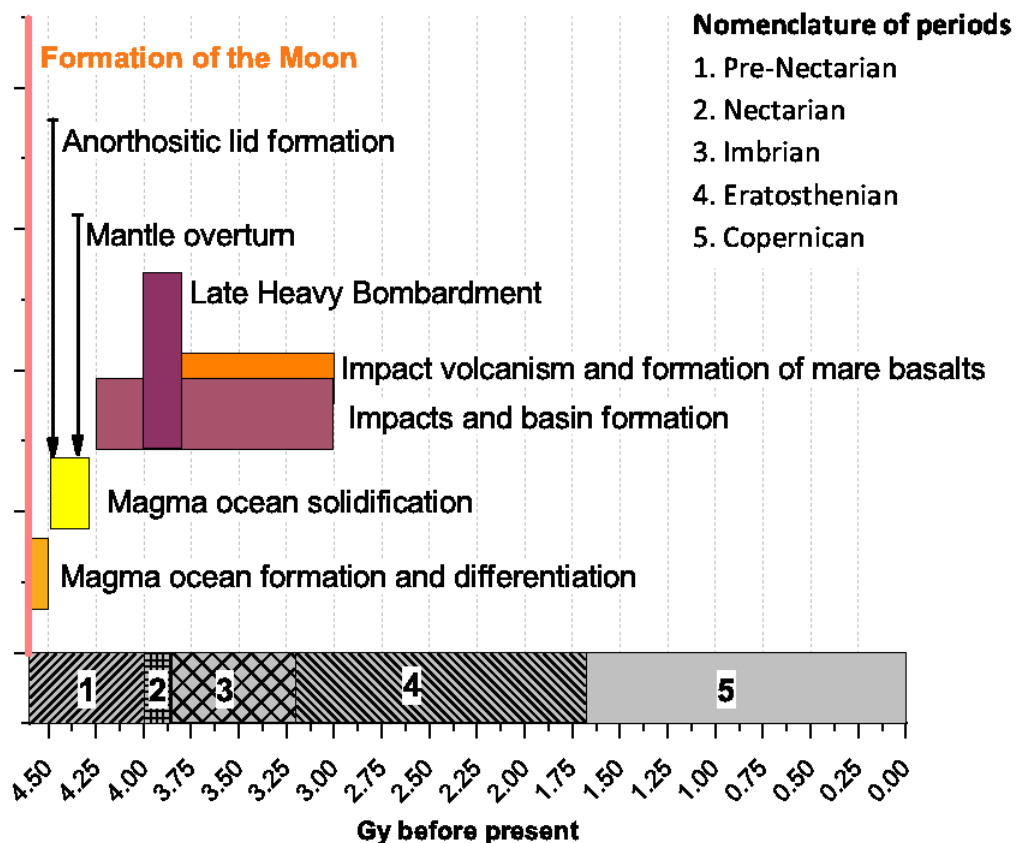 Nomenclature of periods
Formation of the Moon
1. Pre-Nectarian
2. Nectarian
Anorthositic lid formation
3. Imbrian
4. Eratosthenian
Mantle overturn
5. Copernican
Late Heavy Bombardment
Impact volcanism and formation of mare basalts
Impacts and basin formation
Magma ocean solidification
Magma ocean formation and differentiation
1 2 3 4 5
4.50 4.25 4.00 3.75 3.50 3.25 3.00 2.75 2.50 2.25 2.00 1.75 1.50 1.25 1.00 0.75 0.50 0.25 0.00
Gy before present